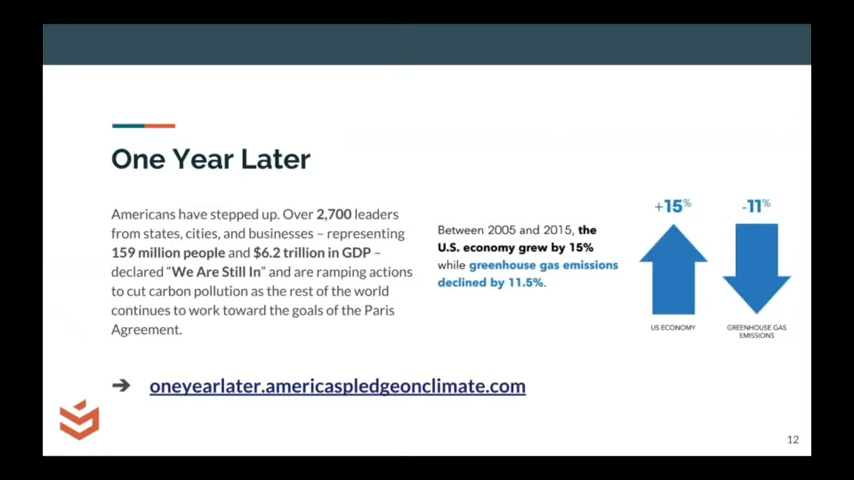 One Year Later
Americans have stepped up. Over 2,700 leaders
from states, cities, and businesses – representing
159 million people and $6.2 trillion in GDP –
declared "We Are Still In" and are ramping actions
to cut carbon pollution as the rest of the world
continues to work toward the goals of the Paris
Agreement.
Between 2005 and 2015, the
U.S. economy grew by 15%
while greenhouse gas emissions
declined by 11.5%.
+15%
US ECONOMY
-11%
GREENHOUSE GAS
EMISSIONS
➔ oneyearlater.americaspledgeonclimate.com
12